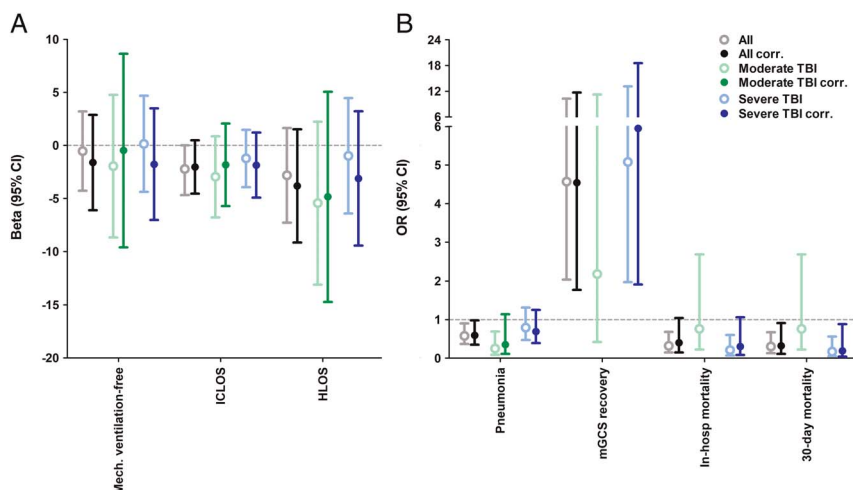 A
Beta (95% CI)
10
5
0
-5
-10
-15
-20
Mech. ventilation-free
ICLOS
HLOS
B
OR (95% CI)
24
18
12
6
6
5
4
3
2
1
0
Pneumonia
mGCS recovery
In-hosp mortality
30-day mortality
All
All corr.
Moderate TBI
Moderate TBI corr.
Severe TBI
Severe TBI corr.